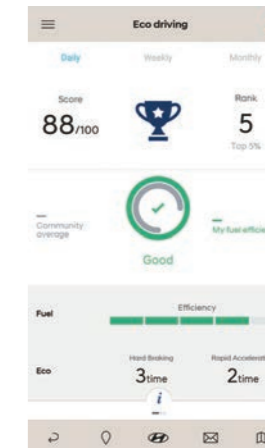 Eco driving
Daily Weekly Monthly
Score Rank
88/100 5
Top 5%
Community
average
My fuel efficie
Good
Fuel Efficiency
Hard Braking Rapid Accelerat
Eco 3time 2time
i